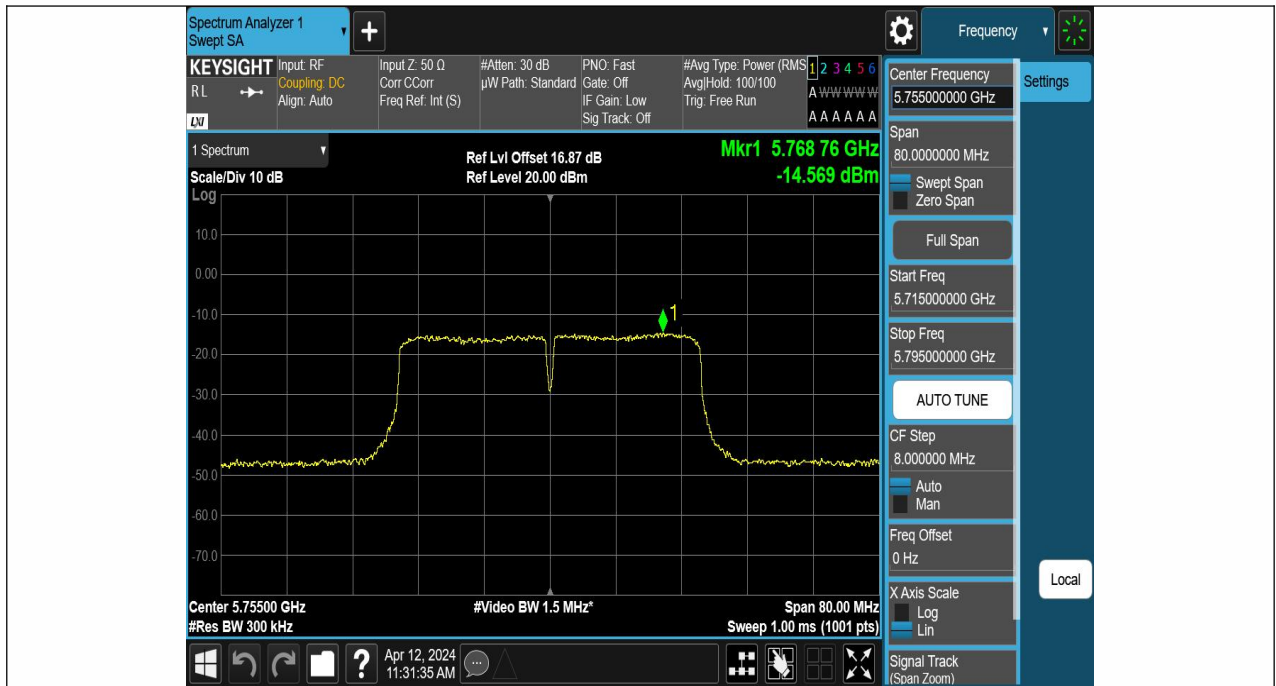 Spectrum Analyzer 1
Swept SA
+
Frequency
KEYSIGHT
RL
LXI
Input: RF
Coupling: DC
Align: Auto
Input Z: 50 Ω
Corr CCorr
Freq Ref: Int (S)
#Atten: 30 dB
µW Path: Standard
PNO: Fast
Gate: Off
IF Gain: Low
Sig Track: Off
#Avg Type: Power (RMS
Avg|Hold: 100/100
Trig: Free Run
1 2 3 4 5 6
A W W W W W
A A A A A A
1 Spectrum
Scale/Div 10 dB
Log
Ref Lvl Offset 16.87 dB
Ref Level 20.00 dBm
Mkr1 5.768 76 GHz
-14.569 dBm
10.0
0.00
-10.0
-20.0
-30.0
-40.0
-50.0
-60.0
-70.0
1
Center 5.75500 GHz
#Res BW 300 kHz
#Video BW 1.5 MHz*
Span 80.00 MHz
Sweep 1.00 ms (1001 pts)
Center Frequency
5.755000000 GHz
Span
80.0000000 MHz
Swept Span
Zero Span
Full Span
Start Freq
5.715000000 GHz
Stop Freq
5.795000000 GHz
AUTO TUNE
CF Step
8.000000 MHz
Auto
Man
Freq Offset
0 Hz
X Axis Scale
Log
Lin
Signal Track
(Span Zoom)
Settings
Local
?
Apr 12, 2024
11:31:35 AM